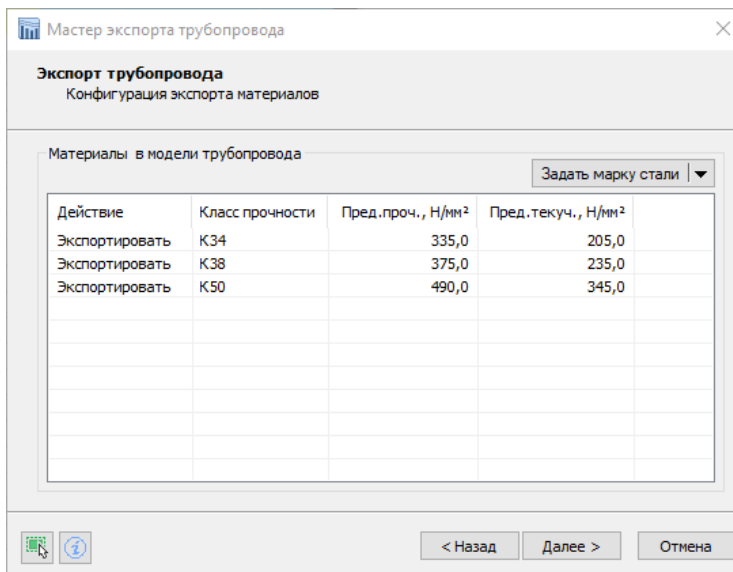 Мастер экспорта трубопровода
Экспорт трубопровода
Конфигурация экспорта материалов
Материалы в модели трубопровода
Задать марку стали
Действие Класс прочности Пред.проч., Н/мм² Пред.текуч., Н/мм²
Экспортировать К34 335,0 205,0
Экспортировать К38 375,0 235,0
Экспортировать К50 490,0 345,0
< Назад Далее > Отмена